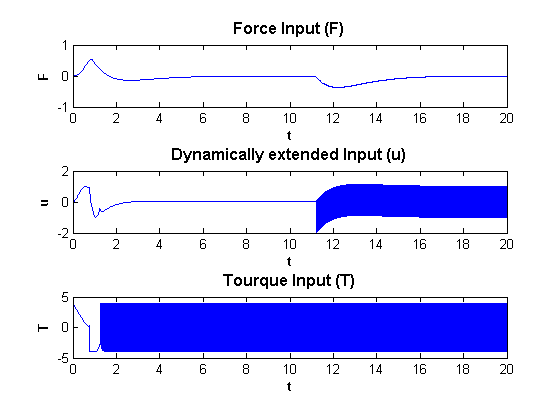 Force Input (F)
1
0
-1
F
0 2 4 6 8 10 12 14 16 18 20
t
Dynamically extended Input (u)
2
0
-2
u
0 2 4 6 8 10 12 14 16 18 20
t
Tourque Input (T)
5
0
-5
T
0 2 4 6 8 10 12 14 16 18 20
t